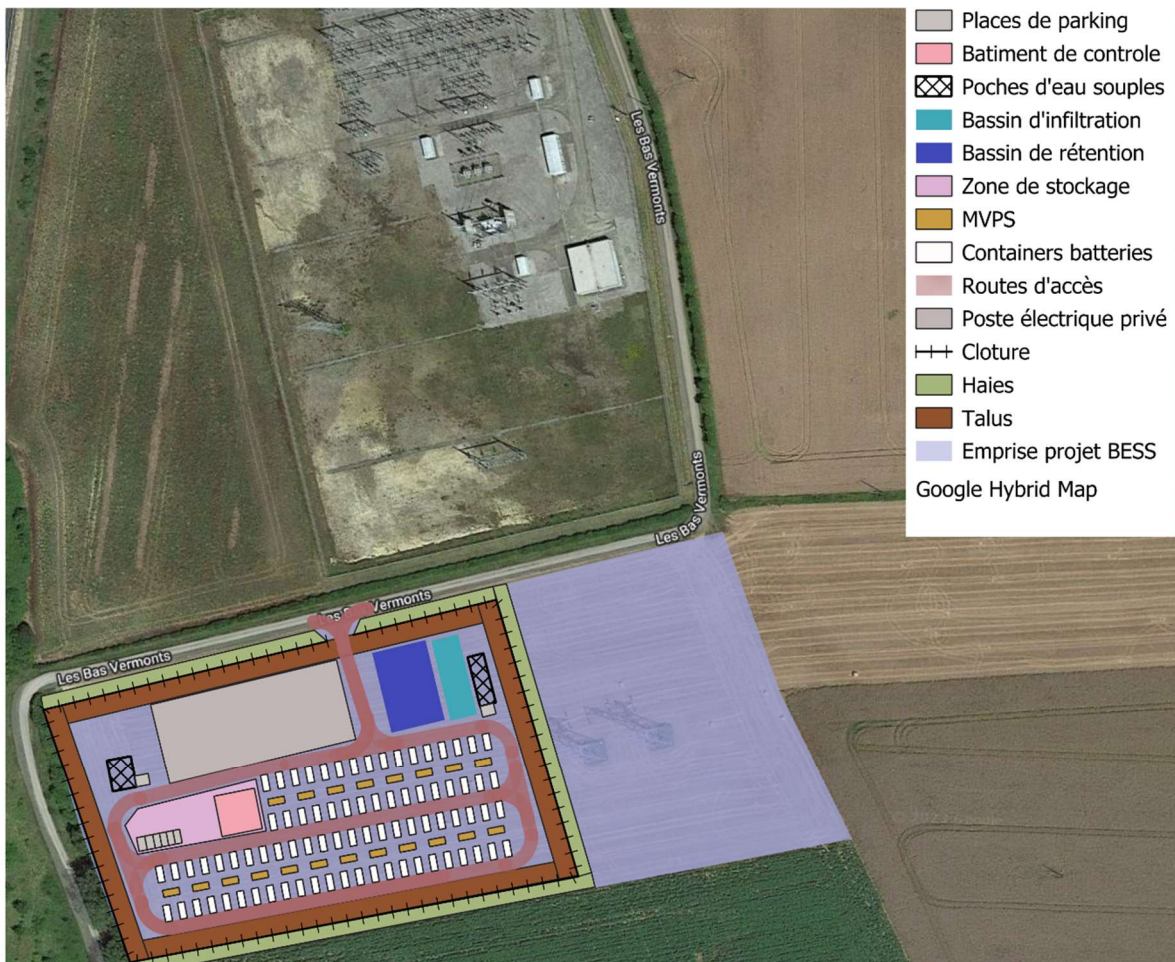 Places de parking
Batiment de controle
Poches d'eau souples
Bassin d'infiltration
Bassin de rétention
Zone de stockage
MVPS
Containers batteries
Routes d'accès
Poste électrique privé
Cloture
Haies
Talus
Emprise projet BESS
Google Hybrid Map
Les Bas Vermonts
Les Bas Vermonts
Les Bas Vermonts
Les Bas Vermonts